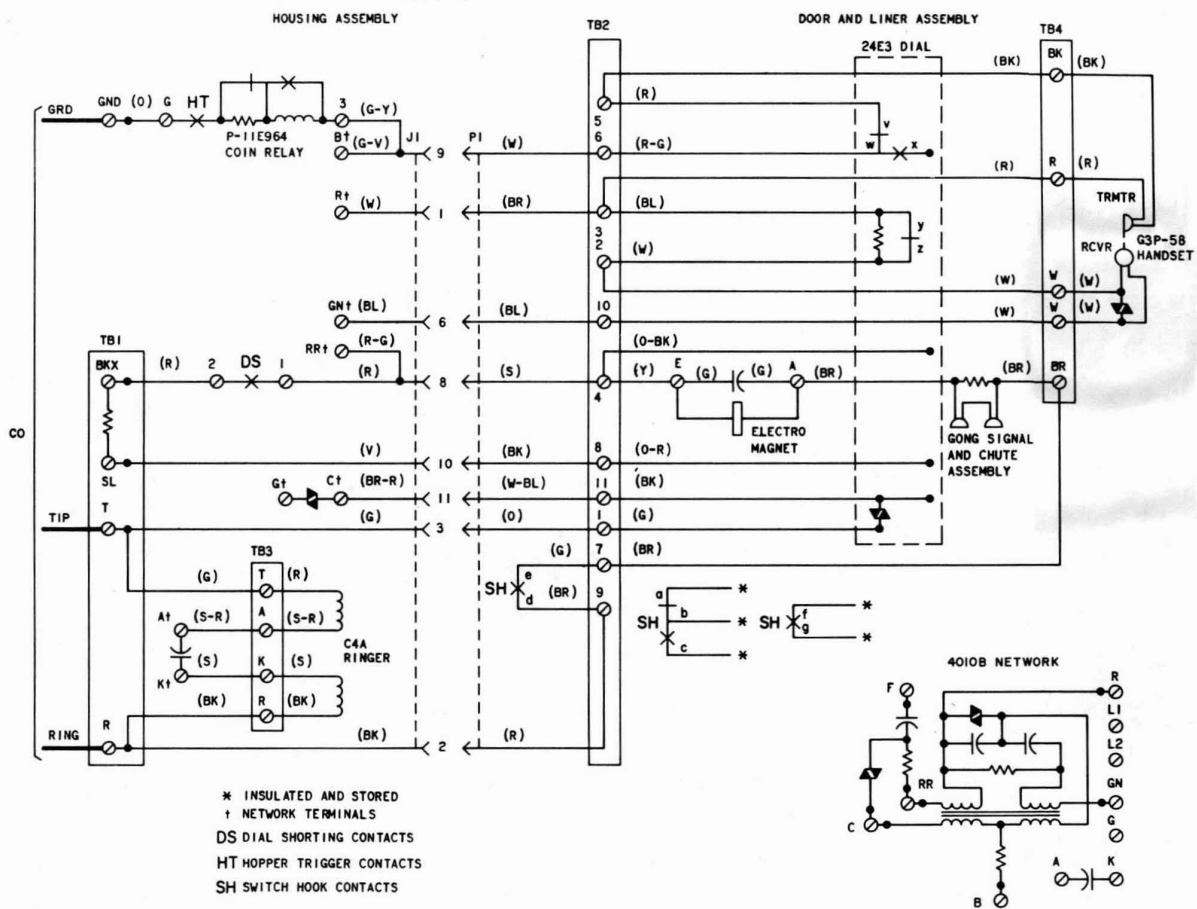 HOUSING ASSEMBLY
DOOR AND LINER ASSEMBLY
TB2
TB4
24E3 DIAL
BK
(BK)
(BK)
GRD
GND
(O)
G
HT
3
(G-Y)
(R)
5
v
P-11E964
COIN RELAY
B†
(G-V)
J1
9
P1
(W)
6
(R-G)
w
x
(R)
R
(R)
R†
(W)
1
(BR)
(BL)
TRMTR
3
2
(W)
y
z
RCVR
G3P-58
HANDSET
(W)
W
(W)
GN†
(BL)
6
(BL)
10
(W)
W
(W)
TB1
RR†
(R-G)
(O-BK)
BKX
(R)
2
DS
1
(R)
8
(S)
4
(Y)
E
(G)
(G)
A
(BR)
(BR)
BR
CO
ELECTRO
MAGNET
GONG SIGNAL
AND CHUTE
ASSEMBLY
SL
(V)
10
(BK)
8
(O-R)
G†
C†
(BR-R)
11
(W-BL)
11
(BK)
TIP
T
(G)
3
(O)
1
(G)
TB3
(G)
7
(BR)
(G)
T
(R)
SH
e
d
(BR)
9
A†
(S-R)
A
(S-R)
a
b
c
SH
SH
f
g
*
*
*
*
*
C4A
RINGER
K†
(S)
K
(S)
(BK)
R
(BK)
4010B NETWORK
RING
R
(BK)
2
(R)
F
R
L1
L2
RR
GN
C
G
A
K
B
* INSULATED AND STORED
† NETWORK TERMINALS
DS DIAL SHORTING CONTACTS
HT HOPPER TRIGGER CONTACTS
SH SWITCH HOOK CONTACTS